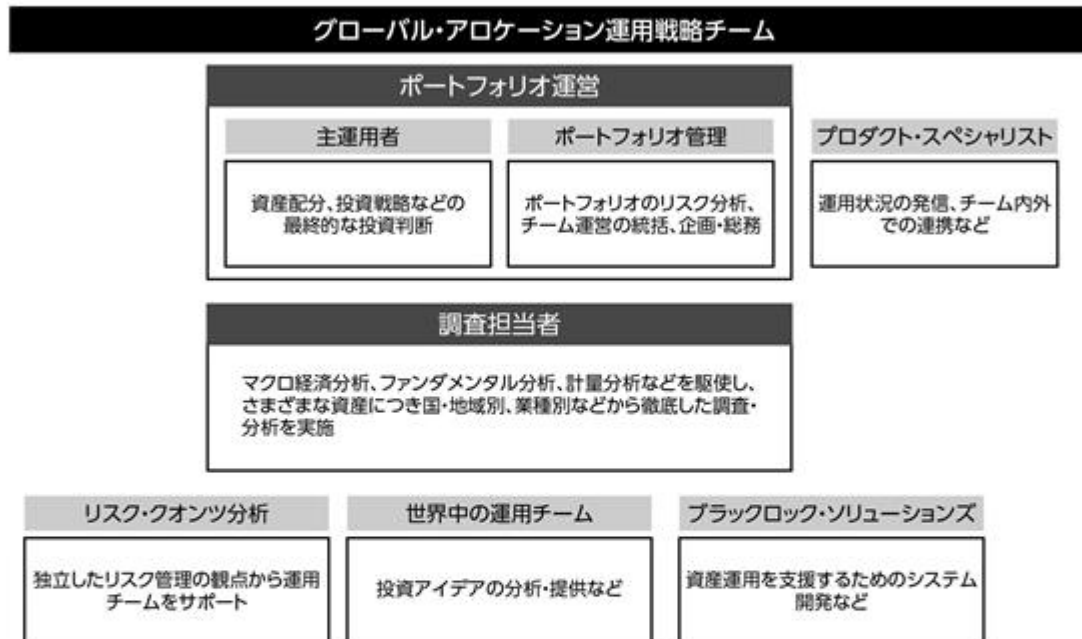 グローバル・アロケーション運用戦略チーム
ポートフォリオ運営
主運用者
資産配分、投資戦略などの
最終的な投資判断
ポートフォリオ管理
ポートフォリオのリスク分析、
チーム運営の統括、企画・総務
プロダクト・スペシャリスト
運用状況の発信、チーム内外
での連携など
調査担当者
マクロ経済分析、ファンダメンタル分析、計量分析などを駆使し、
さまざまな資産につき国・地域別、業種別などから徹底した調査・
分析を実施
リスク・クオンツ分析
独立したリスク管理の観点から運用
チームをサポート
世界中の運用チーム
投資アイデアの分析・提供など
ブラックロック・ソリューションズ
資産運用を支援するためのシステム
開発など